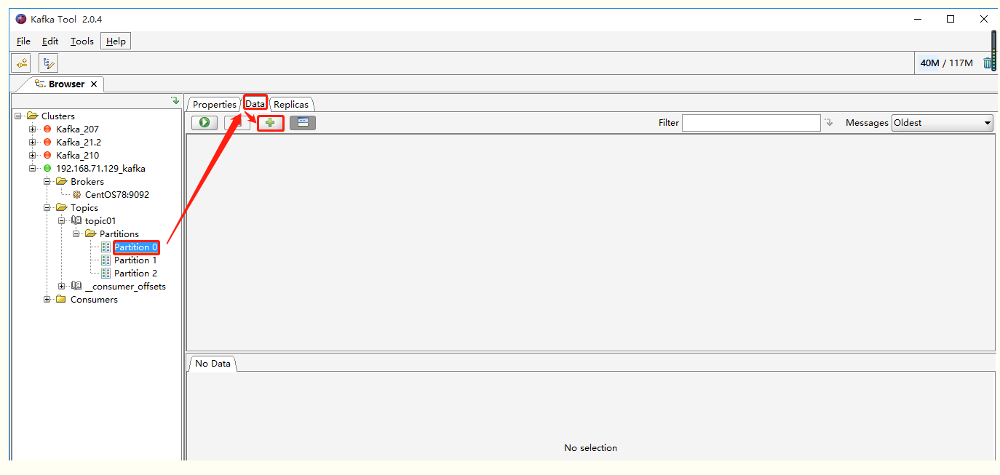 Kafka Tool 2.0.4
File Edit Tools Help
40M / 117M
Browser
Properties Data Replicas
Filter Messages Oldest
Clusters
Kafka_207
Kafka_21.2
Kafka_210
192.168.71.129_kafka
Brokers
CentOS78:9092
Topics
topic01
Partitions
Partition 0
Partition 1
Partition 2
__consumer_offsets
Consumers
No Data
No selection